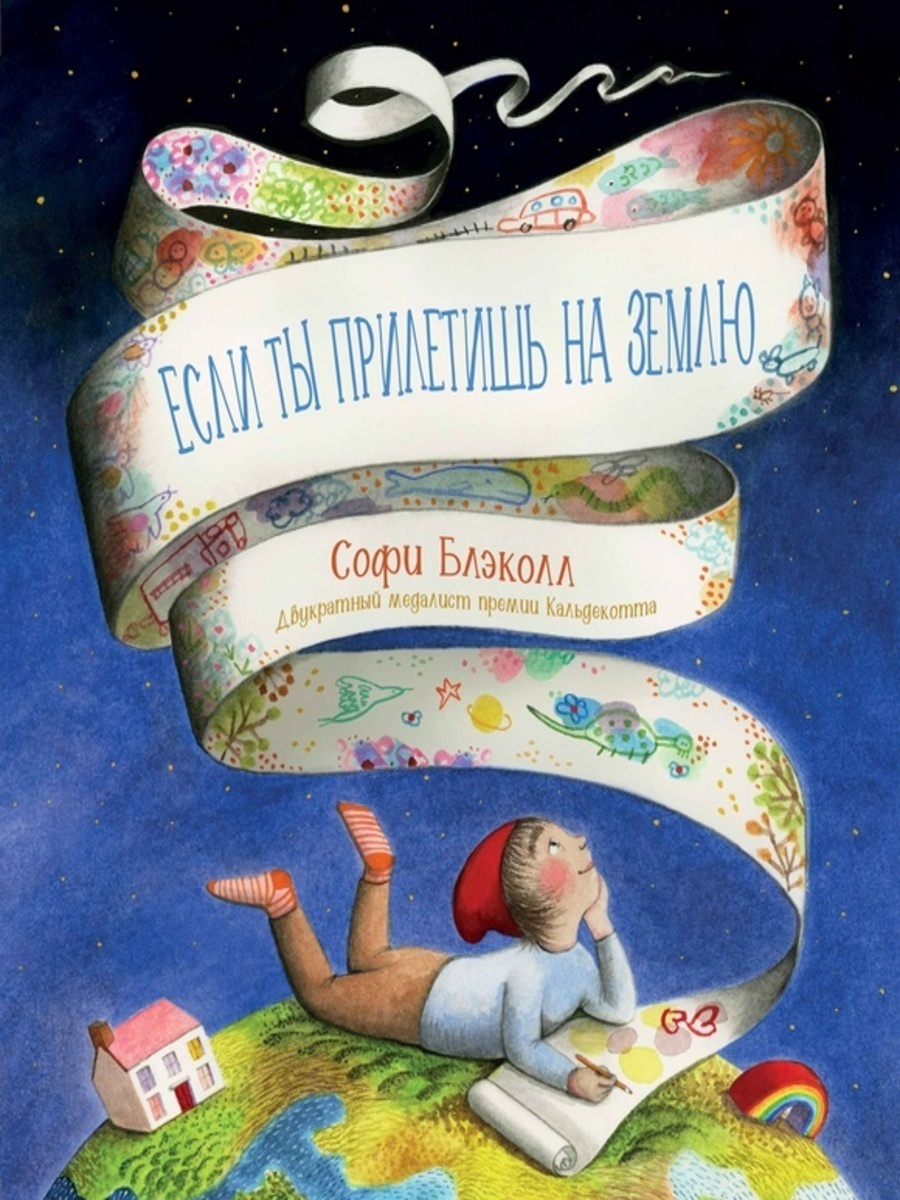 ЕСЛИ ТЫ ПРИЛЕТИШЬ НА ЗЕМЛЮ
Софи Блэколл
Двукратный медалист премии Кальдекотта